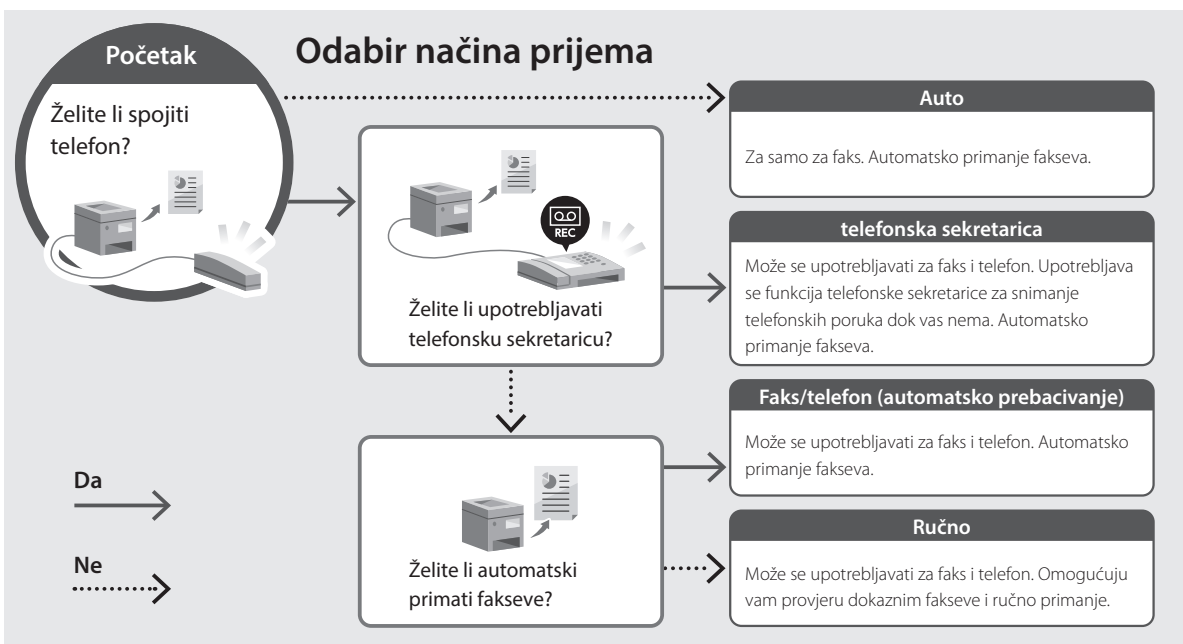 Odabir načina prijema
Početak
Želite li spojiti
telefon?
REC
Želite li upotrebljavati
telefonsku sekretaricu?
Želite li automatski
primati fakseve?
Da
Ne
Auto
Za samo za faks. Automatsko primanje fakseva.
telefonska sekretarica
Može se upotrebljavati za faks i telefon. Upotrebljava
se funkcija telefonske sekretarice za snimanje
telefonskih poruka dok vas nema. Automatsko
primanje fakseva.
Faks/telefon (automatsko prebacivanje)
Može se upotrebljavati za faks i telefon. Automatsko
primanje fakseva.
Ručno
Može se upotrebljavati za faks i telefon. Omogućuju
vam provjeru dokaznim fakseve i ručno primanje.